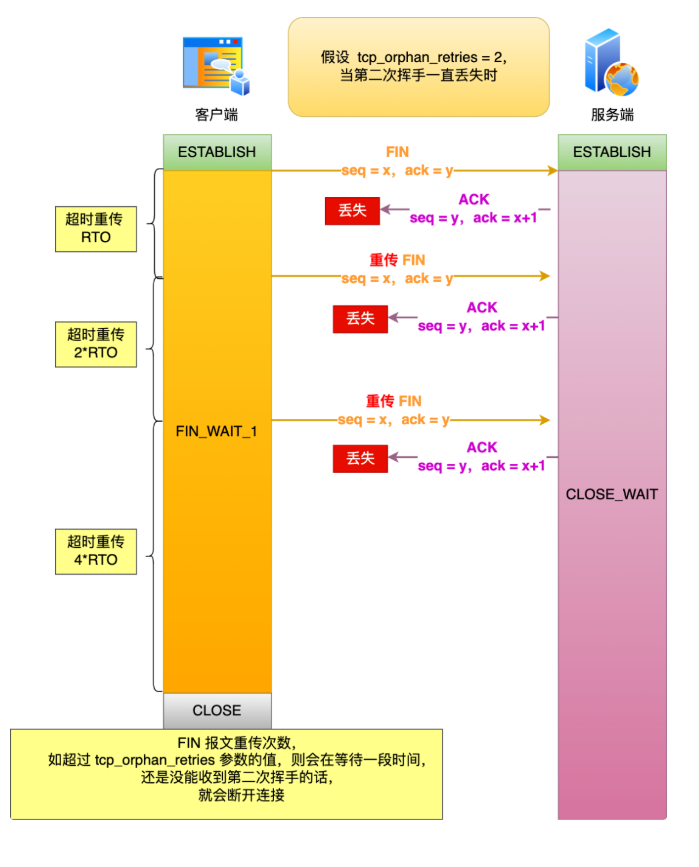 假设 tcp_orphan_retries = 2，
当第二次挥手一直丢失时
客户端
服务端
ESTABLISH
ESTABLISH
FIN
seq = x，ack = y
ACK
seq = y，ack = x+1
丢失
超时重传
RTO
重传 FIN
seq = x，ack = y
ACK
seq = y，ack = x+1
丢失
超时重传
2*RTO
重传 FIN
seq = x，ack = y
FIN_WAIT_1
ACK
seq = y，ack = x+1
丢失
CLOSE_WAIT
超时重传
4*RTO
CLOSE
FIN 报文重传次数，
如超过 tcp_orphan_retries 参数的值，则会在等待一段时间，
还是没能收到第二次挥手的话，
就会断开连接